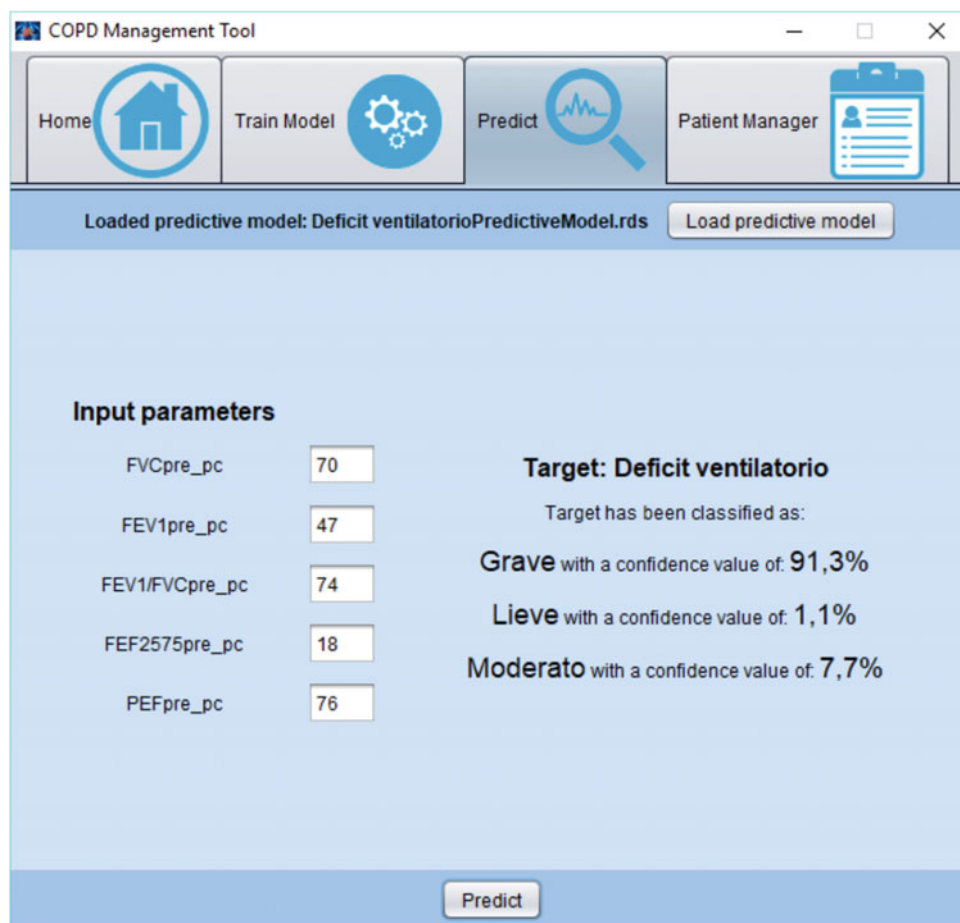 COPD Management Tool
Home
Train Model
Predict
Patient Manager
Loaded predictive model: Deficit ventilatorioPredictiveModel.rds
Load predictive model
Input parameters
FVCpre_pc 70
FEV1pre_pc 47
FEV1/FVCpre_pc 74
FEF2575pre_pc 18
PEFpre_pc 76
Target: Deficit ventilatorio
Target has been classified as:
Grave with a confidence value of: 91,3%
Lieve with a confidence value of: 1,1%
Moderato with a confidence value of: 7,7%
Predict